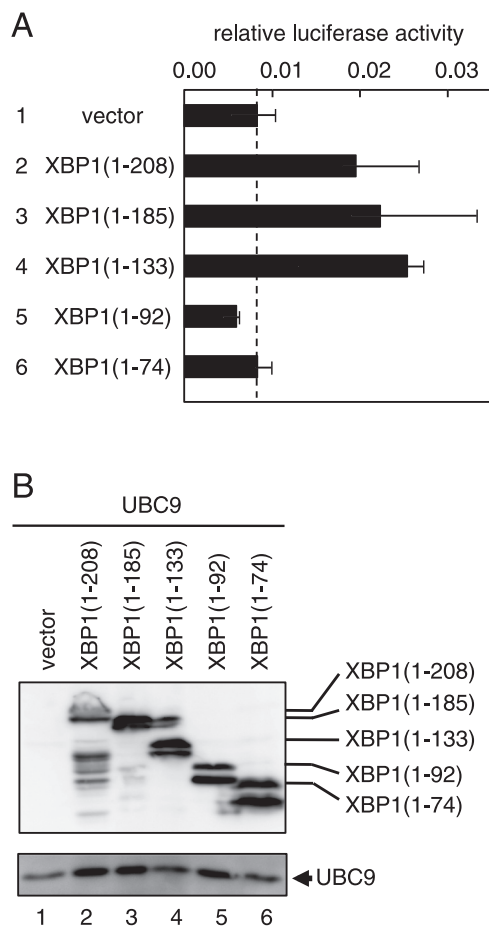 A
relative luciferase activity
0.00 0.01 0.02 0.03
1 vector
2 XBP1(1-208)
3 XBP1(1-185)
4 XBP1(1-133)
5 XBP1(1-92)
6 XBP1(1-74)
B
UBC9
vector
XBP1(1-208)
XBP1(1-185)
XBP1(1-133)
XBP1(1-92)
XBP1(1-74)
XBP1(1-208)
XBP1(1-185)
XBP1(1-133)
XBP1(1-92)
XBP1(1-74)
UBC9
1 2 3 4 5 6